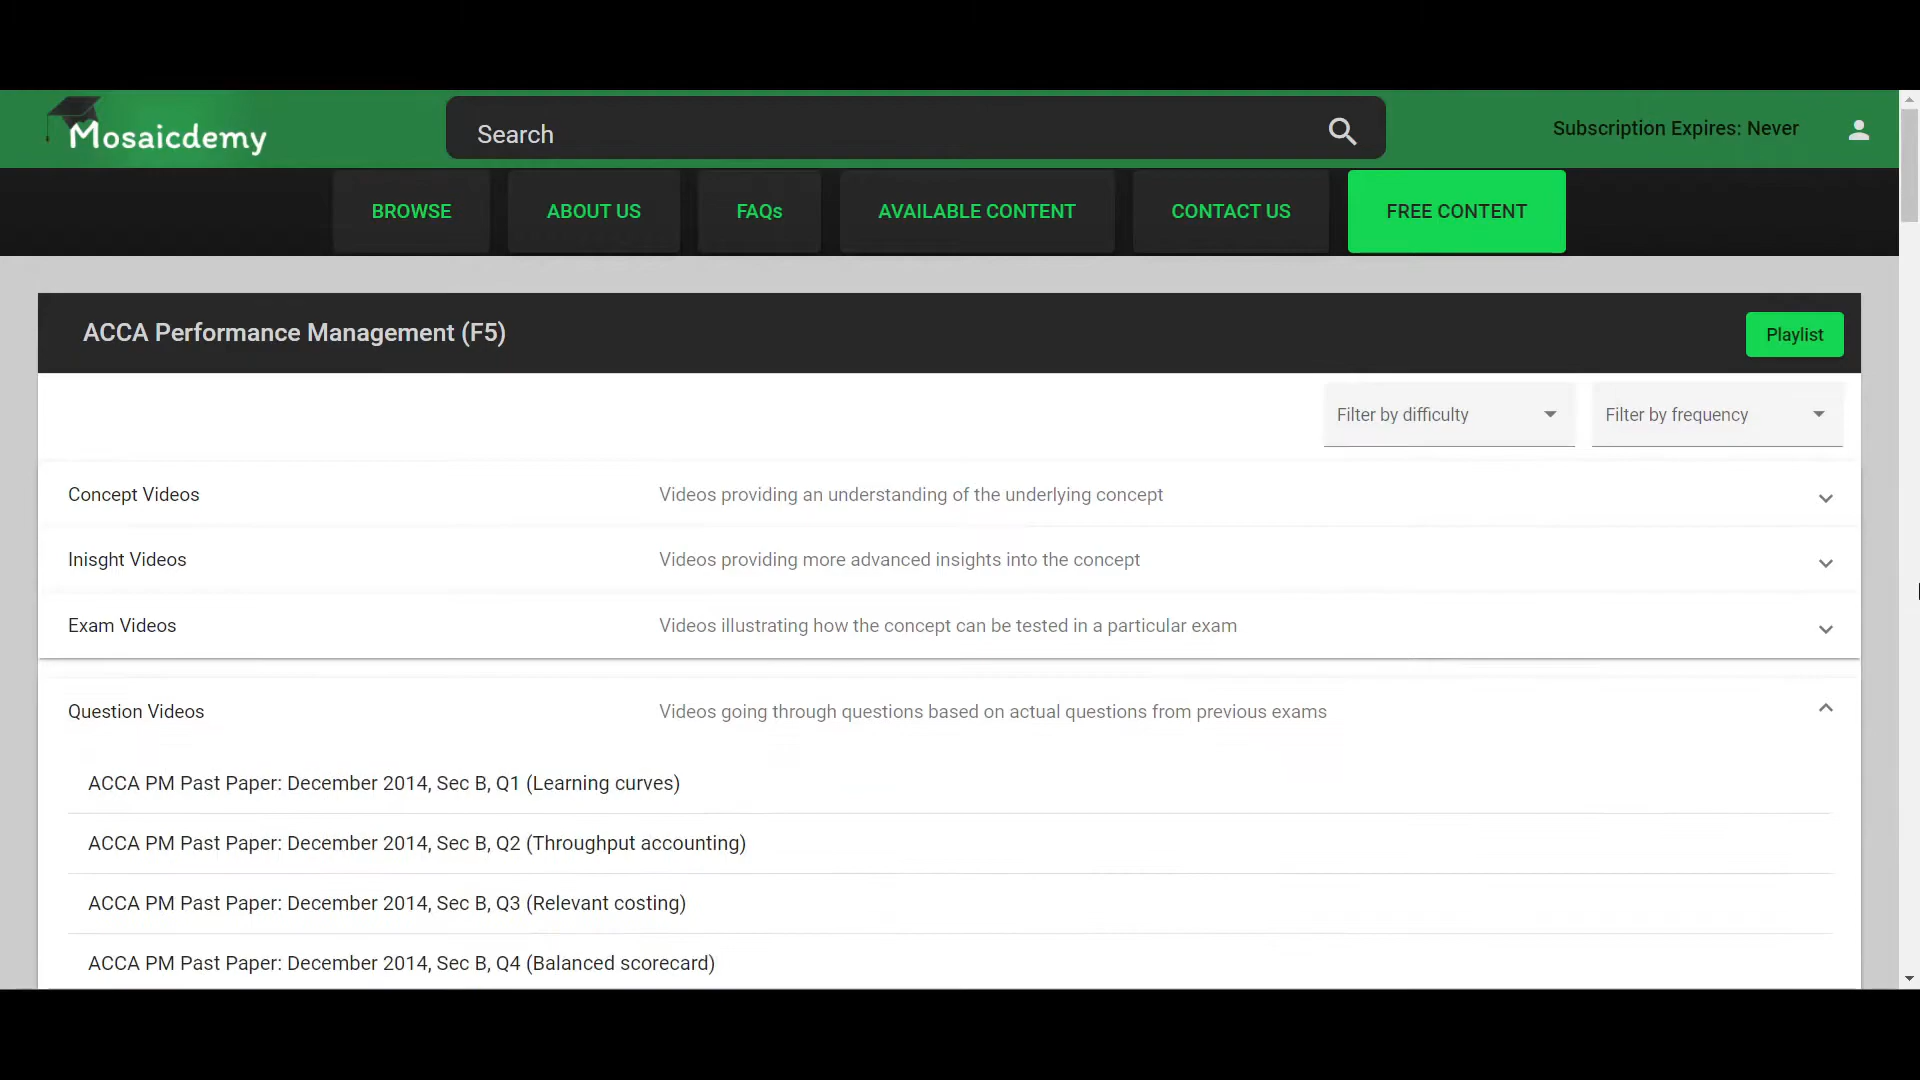 Mosaicdemy
Search
Subscription Expires: Never
BROWSE
ABOUT US
FAQs
AVAILABLE CONTENT
CONTACT US
FREE CONTENT
ACCA Performance Management (F5)
Playlist
Filter by difficulty
Filter by frequency
Concept Videos
Videos providing an understanding of the underlying concept
Inisght Videos
Videos providing more advanced insights into the concept
Exam Videos
Videos illustrating how the concept can be tested in a particular exam
Question Videos
Videos going through questions based on actual questions from previous exams
ACCA PM Past Paper: December 2014, Sec B, Q1 (Learning curves)
ACCA PM Past Paper: December 2014, Sec B, Q2 (Throughput accounting)
ACCA PM Past Paper: December 2014, Sec B, Q3 (Relevant costing)
ACCA PM Past Paper: December 2014, Sec B, Q4 (Balanced scorecard)